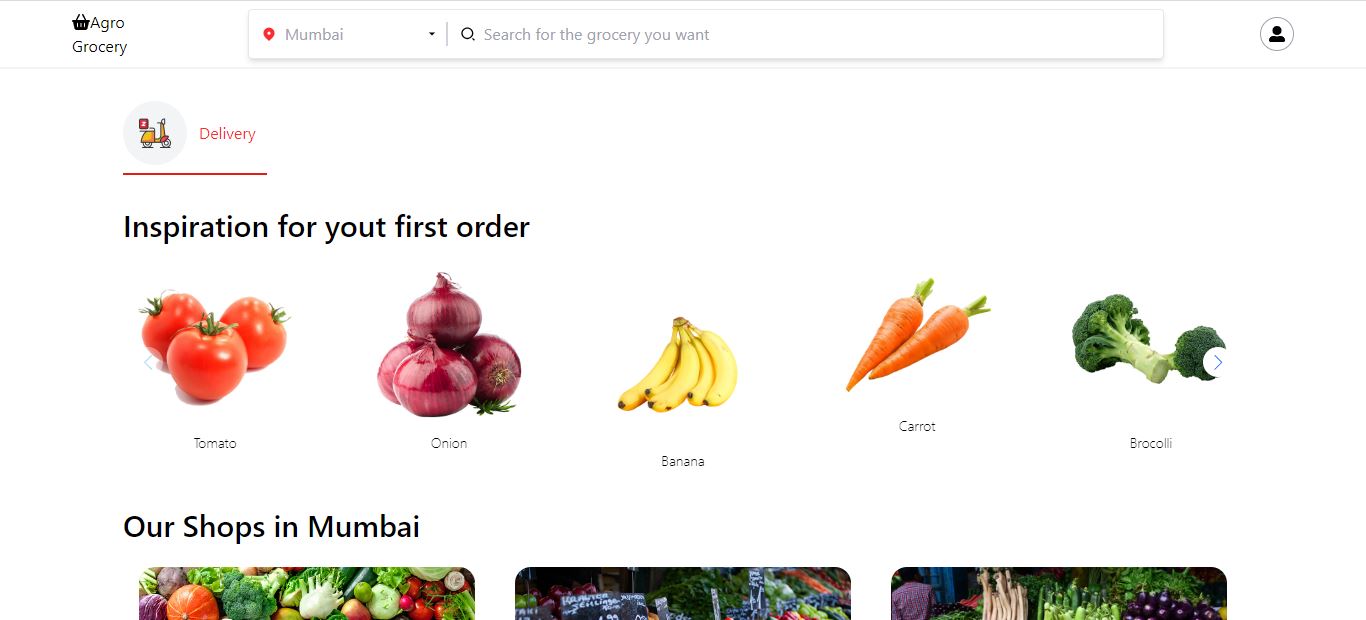 Agro
Grocery
Mumbai
Search for the grocery you want
Delivery
Inspiration for yout first order
Tomato
Onion
Banana
Carrot
Brocolli
Our Shops in Mumbai